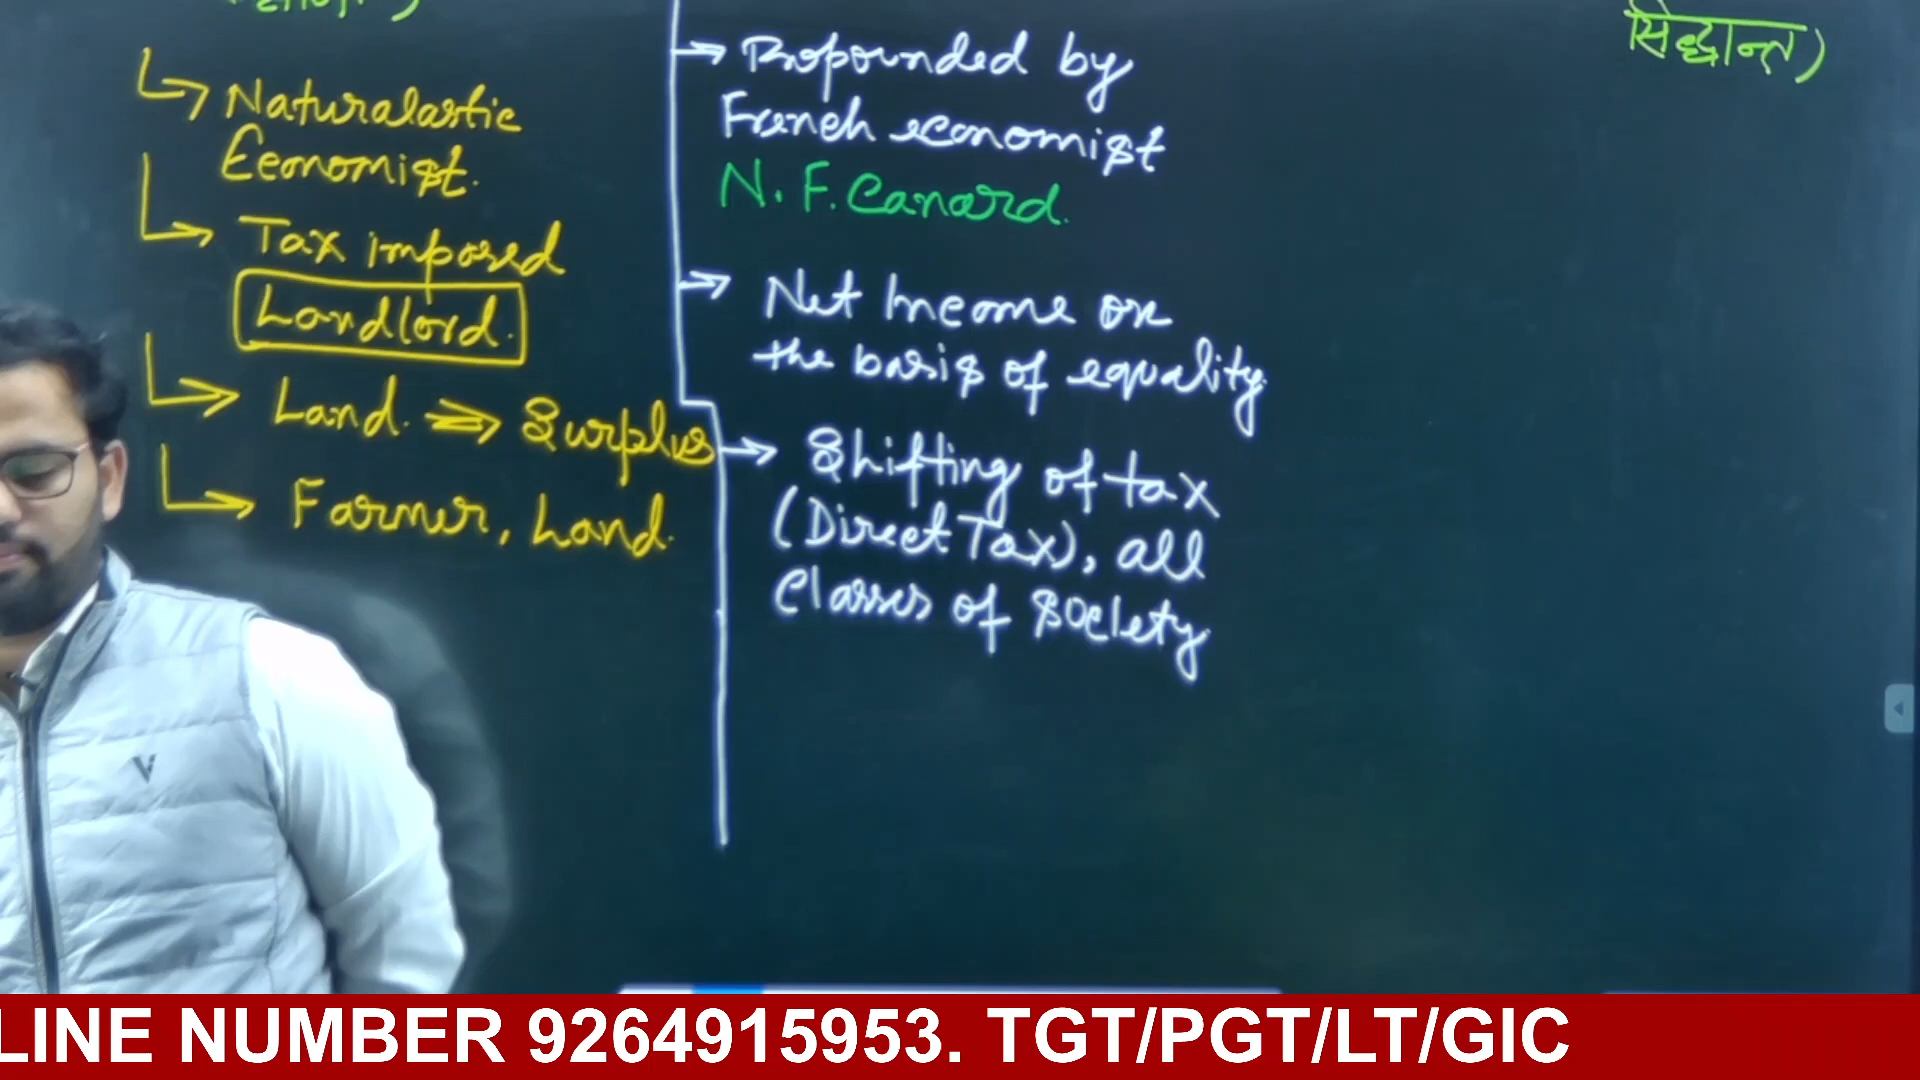 Naturalastic
Economist.
Tax imposed
Landlord.
Land. ⇒ Surplus
Farmer, Land.
Propounded by
French economist
N. F. Canard.
Net Income on
the basis of equality.
Shifting of tax
(Direct Tax), all
Classes of Society
सिद्धान्त)
V
LINE NUMBER 9264915953. TGT/PGT/LT/GIC